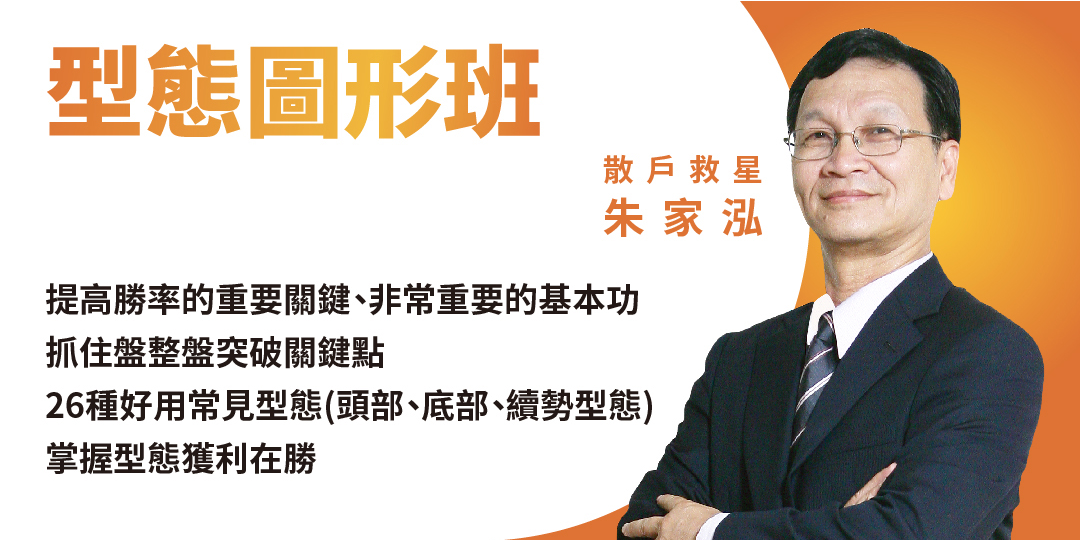 型態圖形班
散戶救星
朱家泓
提高勝率的重要關鍵、非常重要的基本功
抓住盤整盤突破關鍵點
26種好用常見型態(頭部、底部、續勢型態)
掌握型態獲利在勝